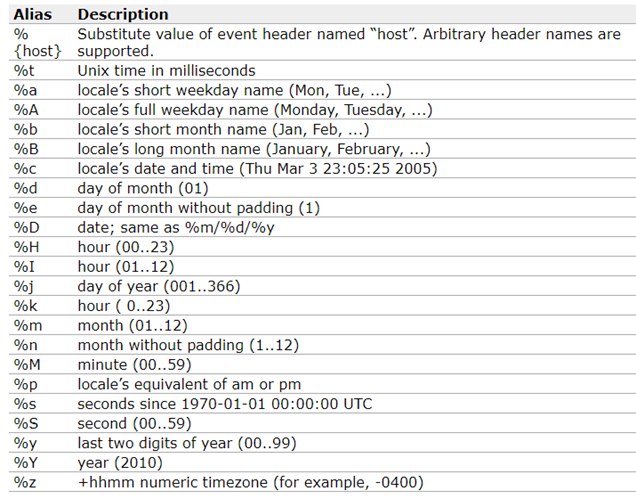 Alias Description
% Substitute value of event header named “host”. Arbitrary header names are
{host} supported.
%t Unix time in milliseconds
%a locale’s short weekday name (Mon, Tue, ...)
%A locale’s full weekday name (Monday, Tuesday, ...)
%b locale’s short month name (Jan, Feb, ...)
%B locale’s long month name (January, February, ...)
%c locale’s date and time (Thu Mar 3 23:05:25 2005)
%d day of month (01)
%e day of month without padding (1)
%D date; same as %m/%d/%y
%H hour (00..23)
%I hour (01..12)
%j day of year (001..366)
%k hour ( 0..23)
%m month (01..12)
%n month without padding (1..12)
%M minute (00..59)
%p locale’s equivalent of am or pm
%s seconds since 1970-01-01 00:00:00 UTC
%S second (00..59)
%y last two digits of year (00..99)
%Y year (2010)
%z +hhmm numeric timezone (for example, -0400)